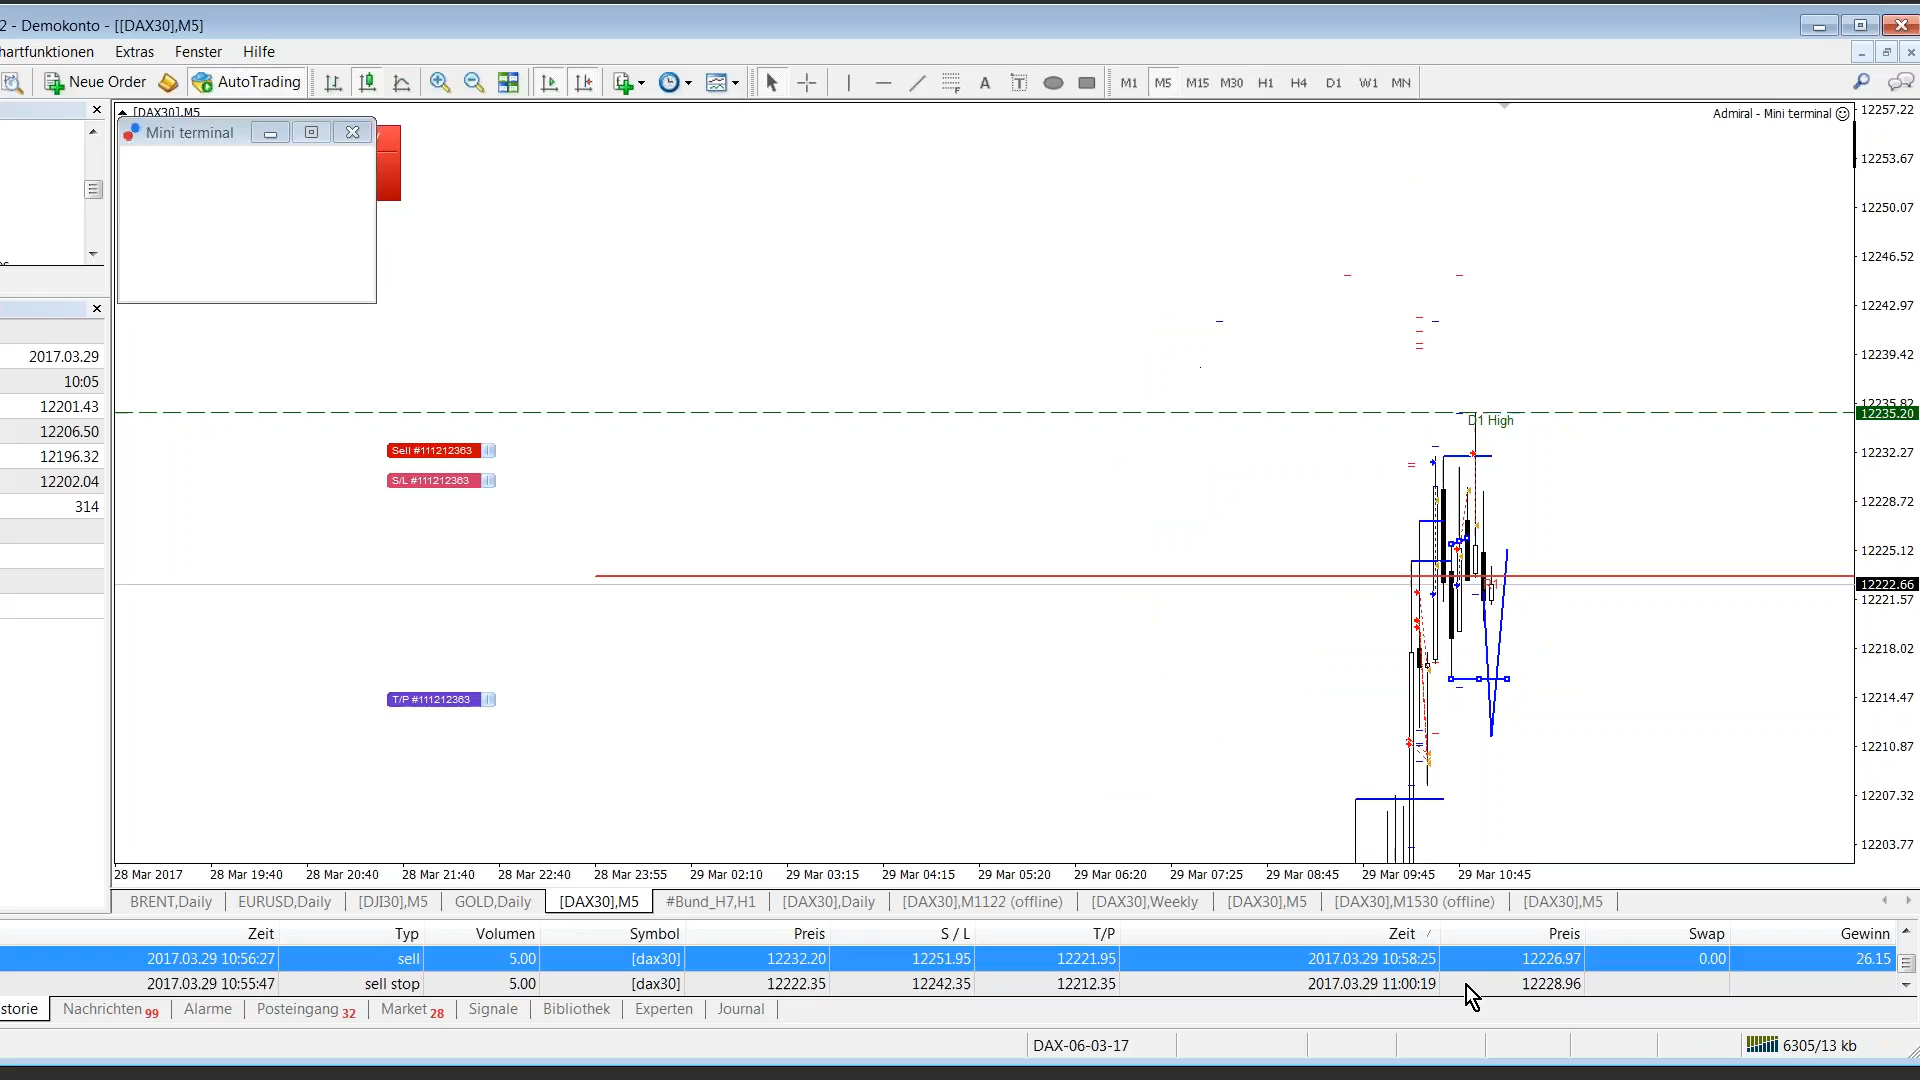 2 - Demokonto - [[DAX30],M5]
hartfunktionen Extras Fenster Hilfe
Neue Order AutoTrading A T M1 M5 M15 M30 H1 H4 D1 W1 MN
[DAX30],M5
Admiral - Mini terminal
Mini terminal
12257.22
12253.67
12250.07
12246.52
12242.97
12239.42
12235.82
12235.20
D1 High
12232.27
12228.72
12225.12
12222.66
12221.57
12218.02
12214.47
12210.87
12207.32
12203.77
2017.03.29
10:05
12201.43
12206.50
12196.32
12202.04
314
Sell #111212363
S/L #111212363
T/P #111212363
28 Mar 2017 28 Mar 19:40 28 Mar 20:40 28 Mar 21:40 28 Mar 22:40 28 Mar 23:55 29 Mar 02:10 29 Mar 03:15 29 Mar 04:15 29 Mar 05:20 29 Mar 06:20 29 Mar 07:25 29 Mar 08:45 29 Mar 09:45 29 Mar 10:45
BRENT,Daily EURUSD,Daily [DJI30],M5 GOLD,Daily [DAX30],M5 #Bund_H7,H1 [DAX30],Daily [DAX30],M1122 (offline) [DAX30],Weekly [DAX30],M5 [DAX30],M1530 (offline) [DAX30],M5
Zeit Typ Volumen Symbol Preis S / L T/P Zeit / Preis Swap Gewinn
2017.03.29 10:56:27 sell 5.00 [dax30] 12232.20 12251.95 12221.95 2017.03.29 10:58:25 12226.97 0.00 26.15
2017.03.29 10:55:47 sell stop 5.00 [dax30] 12222.35 12242.35 12212.35 2017.03.29 11:00:19 12228.96
storie Nachrichten 99 Alarme Posteingang 32 Market 28 Signale Bibliothek Experten Journal
DAX-06-03-17 6305/13 kb